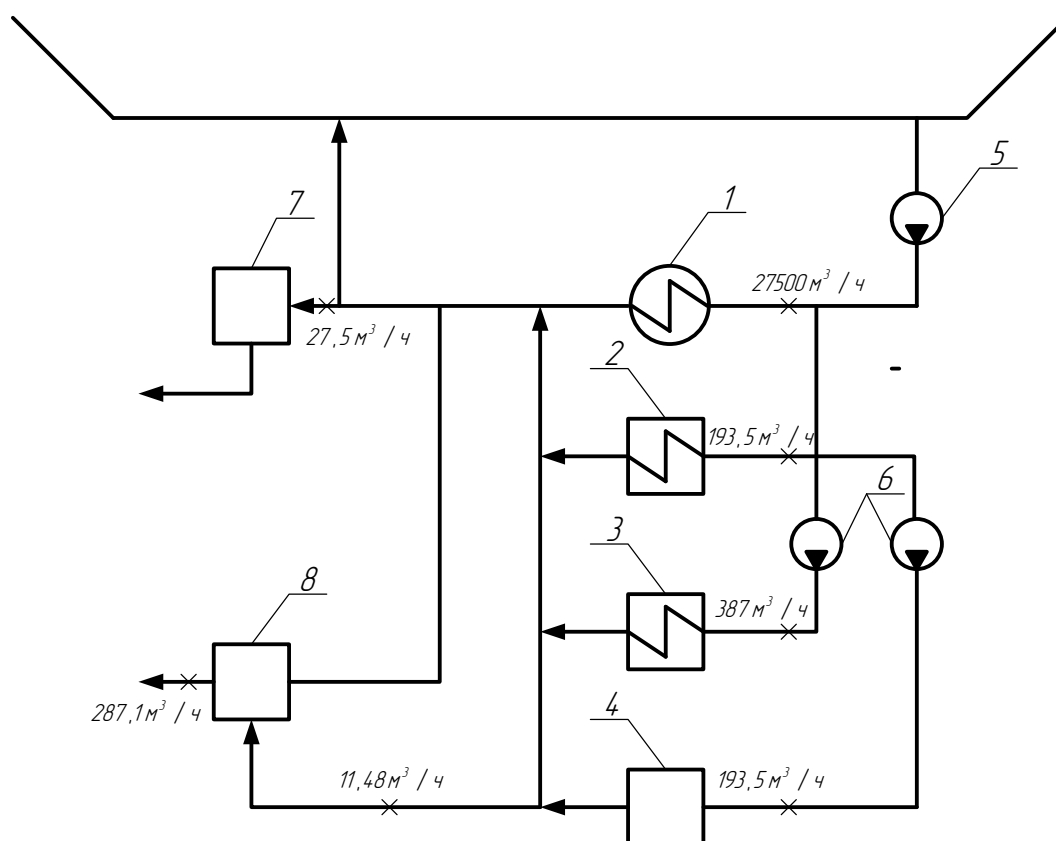 5
1
7
27500 м³ / ч
27,5 м³ / ч
2
193,5 м³ / ч
6
3
387 м³ / ч
8
287,1 м³ / ч
4
11,48 м³ / ч
193,5 м³ / ч